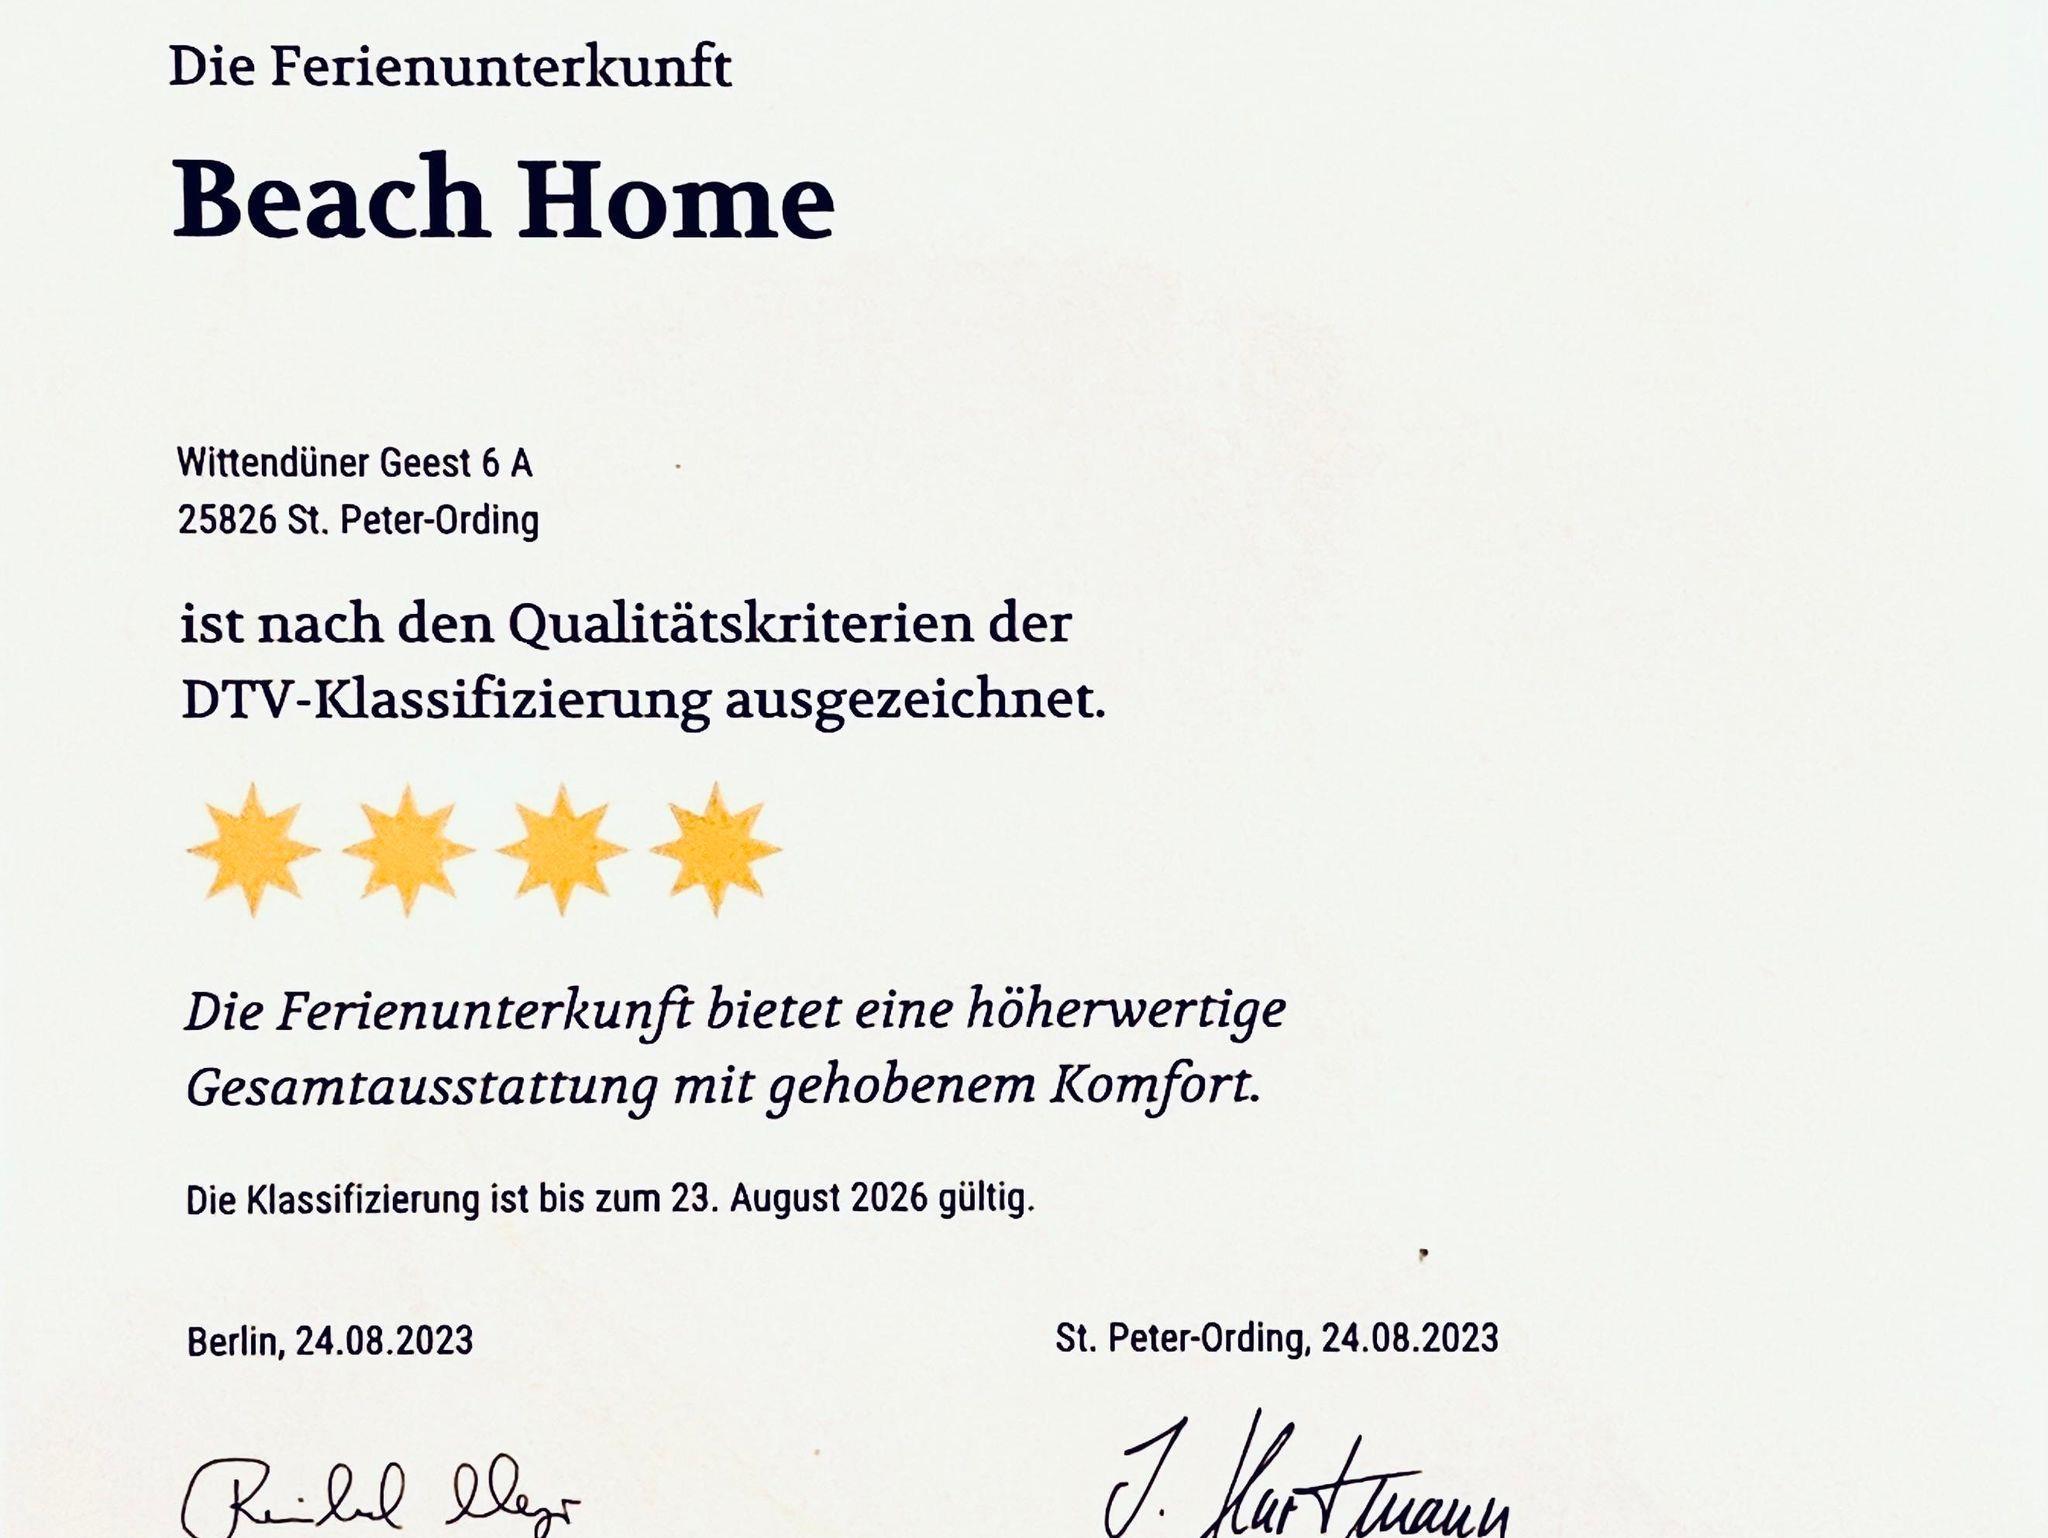 Die Ferienunterkunft
Beach Home
Wittendüner Geest 6 A
25826 St. Peter-Ording
ist nach den Qualitätskriterien der
DTV-Klassifizierung ausgezeichnet.
Die Ferienunterkunft bietet eine höherwertige
Gesamtausstattung mit gehobenem Komfort.
Die Klassifizierung ist bis zum 23. August 2026 gültig.
Berlin, 24.08.2023
St. Peter-Ording, 24.08.2023
J. Hartmann